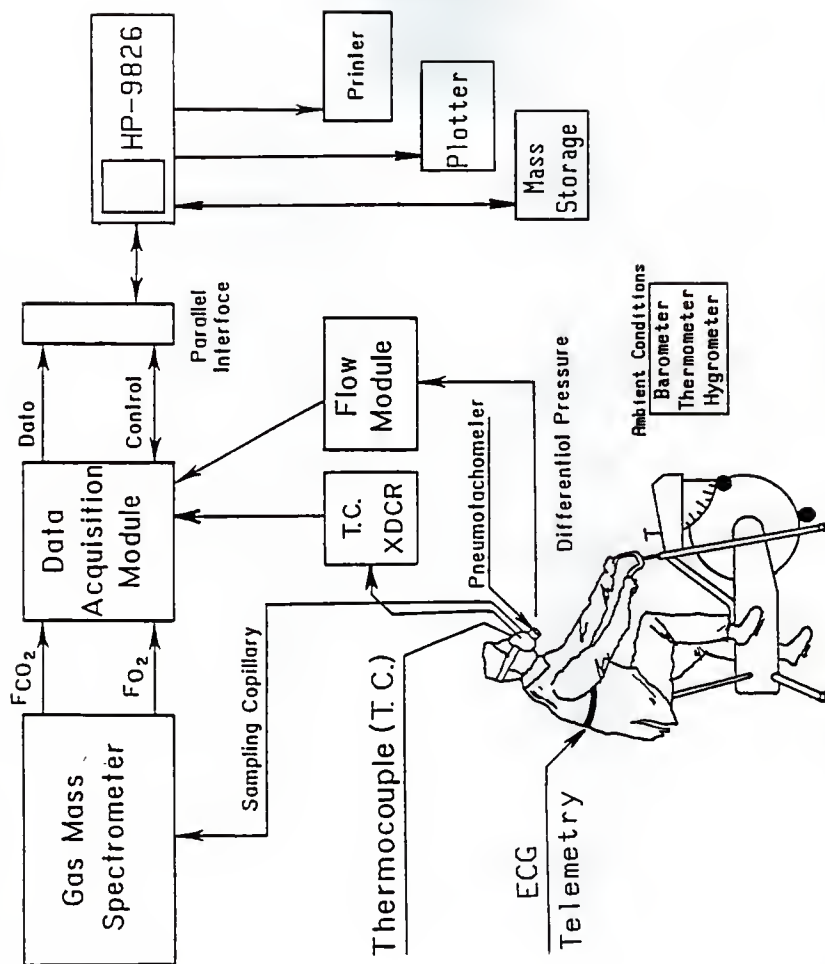 Gas Mass
Spectrometer
FCO₂
FO₂
Data
Acquisition
Module
Data
Control
Parallel
Interface
HP-9826
Printer
Plotter
Mass
Storage
Sampling Capillary
T.C.
XDCR
Flow
Module
Thermocouple (T. C.)
Pneumotachometer
Differential Pressure
ECG
Telemetry
Ambient Conditions
Barometer
Thermometer
Hygrometer